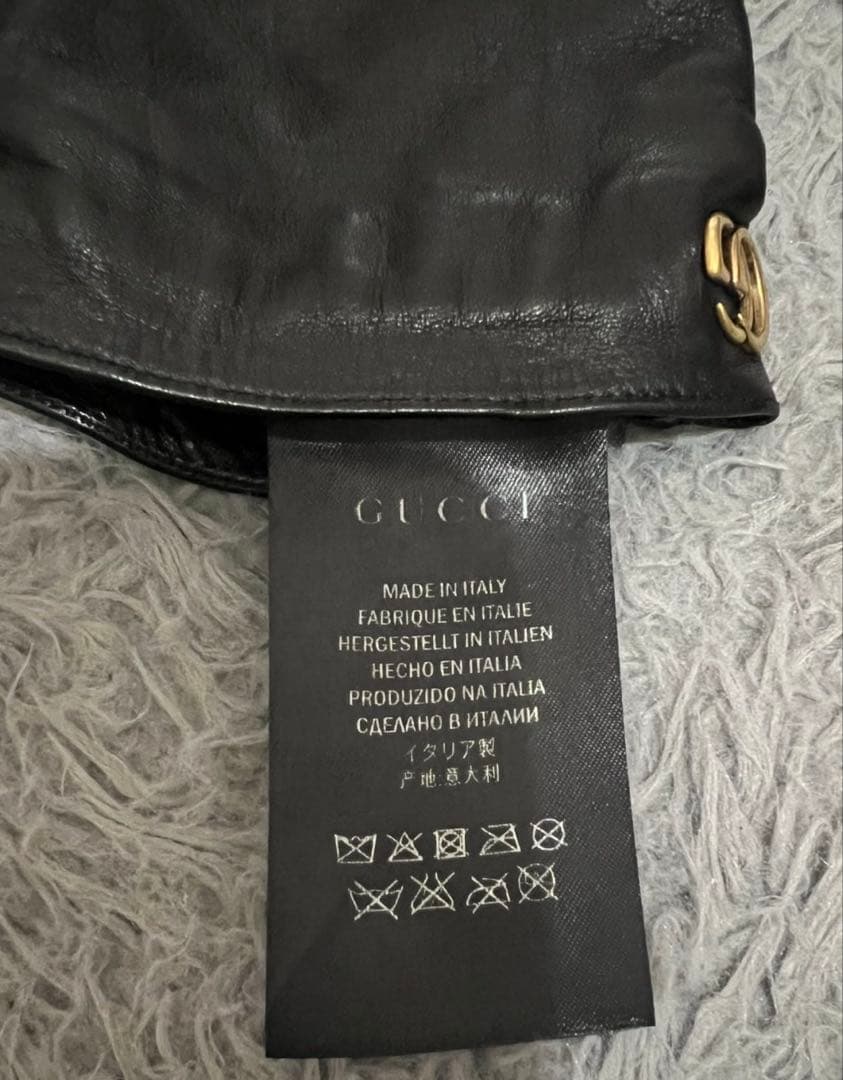 GUCCI
MADE IN ITALY
FABRIQUE EN ITALIE
HERGESTELLT IN ITALIEN
HECHO EN ITALIA
PRODUZIDO NA ITALIA
СДЕЛАНО В ИТАЛИИ
イタリア製
产地:意大利